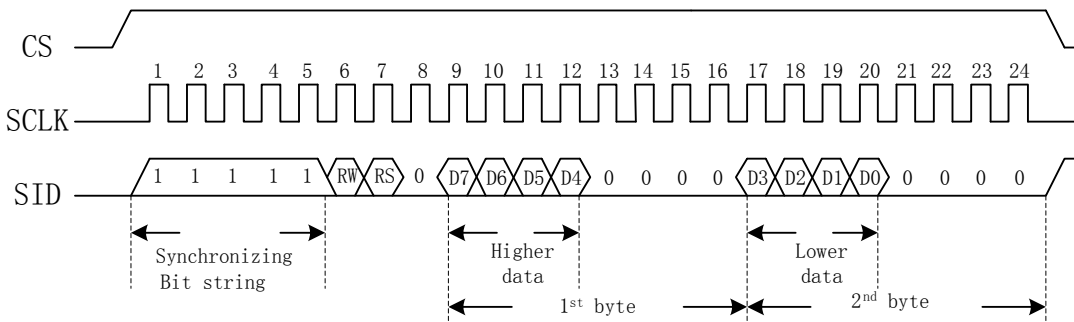 CS
1 2 3 4 5 6 7 8 9 10 11 12 13 14 15 16 17 18 19 20 21 22 23 24
SCLK
SID 1 1 1 1 1 RW RS 0 D7 D6 D5 D4 0 0 0 0 D3 D2 D1 D0 0 0 0 0
Synchronizing
Bit string
Higher
data
Lower
data
1st byte
2nd byte